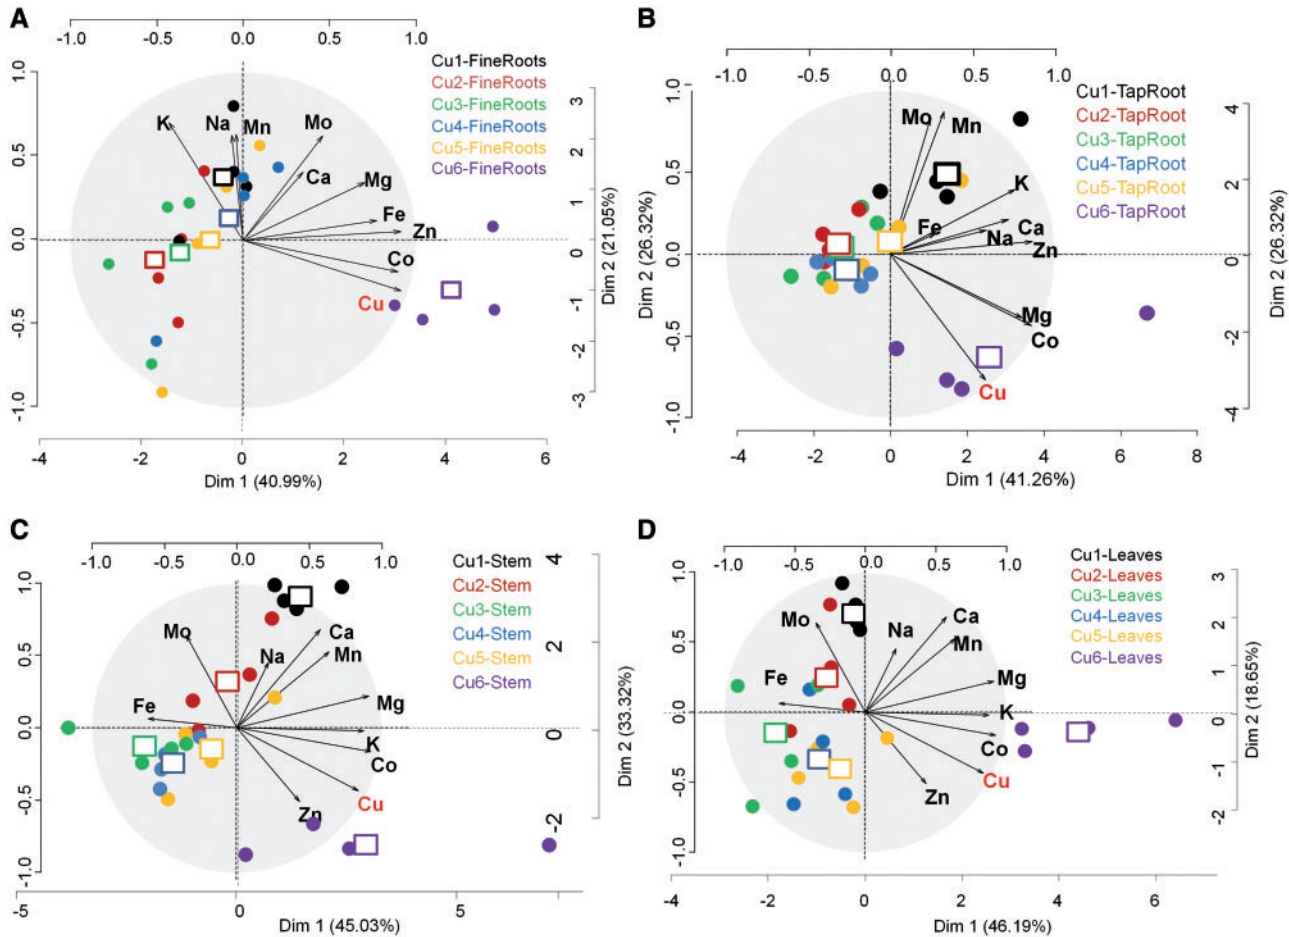 A
-1.0 -0.5 0.0 0.5 1.0
1.0
0.5
0.0
-0.5
-1.0
K Na Mn Mo
Ca
Mg
Fe
Zn
Co
Cu
Cu1-FineRoots
Cu2-FineRoots
Cu3-FineRoots
Cu4-FineRoots
Cu5-FineRoots
Cu6-FineRoots
3
2
1
0
-1
-2
-3
Dim 2 (21.05%)
-4 -2 0 2 4 6
Dim 1 (40.99%)
B
-1.0 -0.5 0.0 0.5 1.0
Dim 2 (26.32%)
1.0
0.5
0.0
-0.5
-1.0
Mo Mn
K
Fe Ca
Na
Zn
Mg
Co
Cu
Cu1-TapRoot
Cu2-TapRoot
Cu3-TapRoot
Cu4-TapRoot
Cu5-TapRoot
Cu6-TapRoot
4
2
0
-2
-4
Dim 2 (26.32%)
-4 -2 0 2 4 6 8
Dim 1 (41.26%)
C
-1.0 -0.5 0.0 0.5 1.0
1.0
0.5
0.0
-0.5
-1.0
Mo Ca
Na Mn
Fe Mg
K
Co
Cu
Zn
Cu1-Stem
Cu2-Stem
Cu3-Stem
Cu4-Stem
Cu5-Stem
Cu6-Stem
4
2
0
-2
Dim 2 (33.32%)
-5 0 5
Dim 1 (45.03%)
D
-1.0 -0.5 0.0 0.5 1.0
1.0
0.5
0.0
-0.5
-1.0
Mo Na Ca
Mn
Fe Mg
K
Co
Cu
Zn
Cu1-Leaves
Cu2-Leaves
Cu3-Leaves
Cu4-Leaves
Cu5-Leaves
Cu6-Leaves
3
2
1
0
-1
-2
Dim 2 (18.65%)
-4 -2 0 2 4 6
Dim 1 (46.19%)